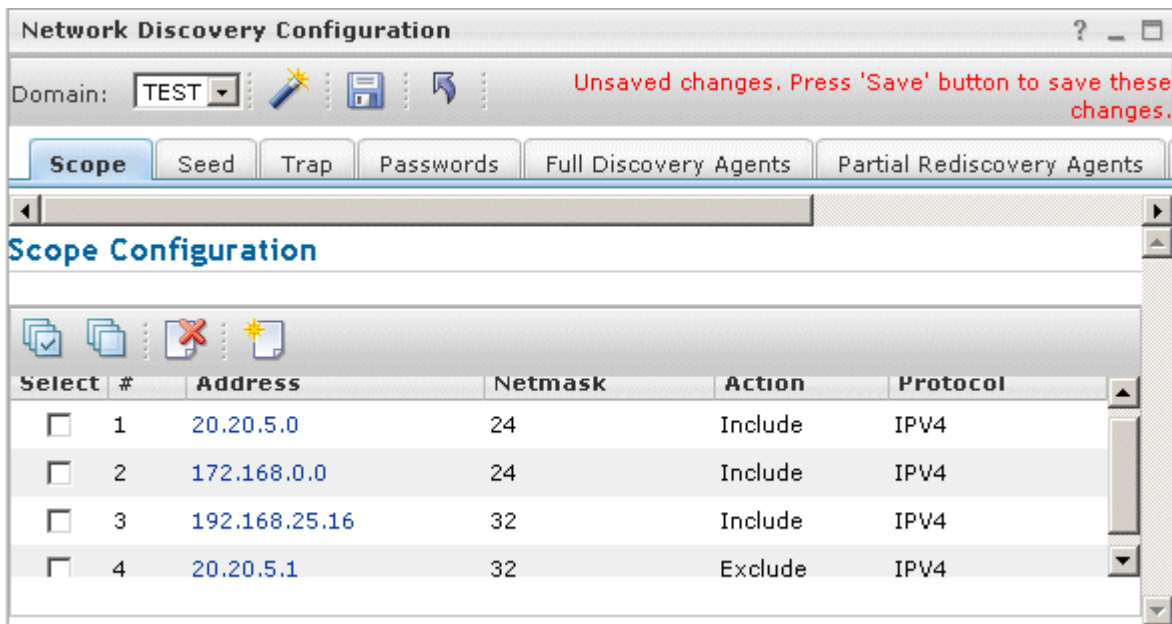 Network Discovery Configuration ?
Domain: TEST Unsaved changes. Press 'Save' button to save these
changes.
Scope Seed Trap Passwords Full Discovery Agents Partial Rediscovery Agents
Scope Configuration
Select # Address Netmask Action Protocol
1 20.20.5.0 24 Include IPV4
2 172.168.0.0 24 Include IPV4
3 192.168.25.16 32 Include IPV4
4 20.20.5.1 32 Exclude IPV4